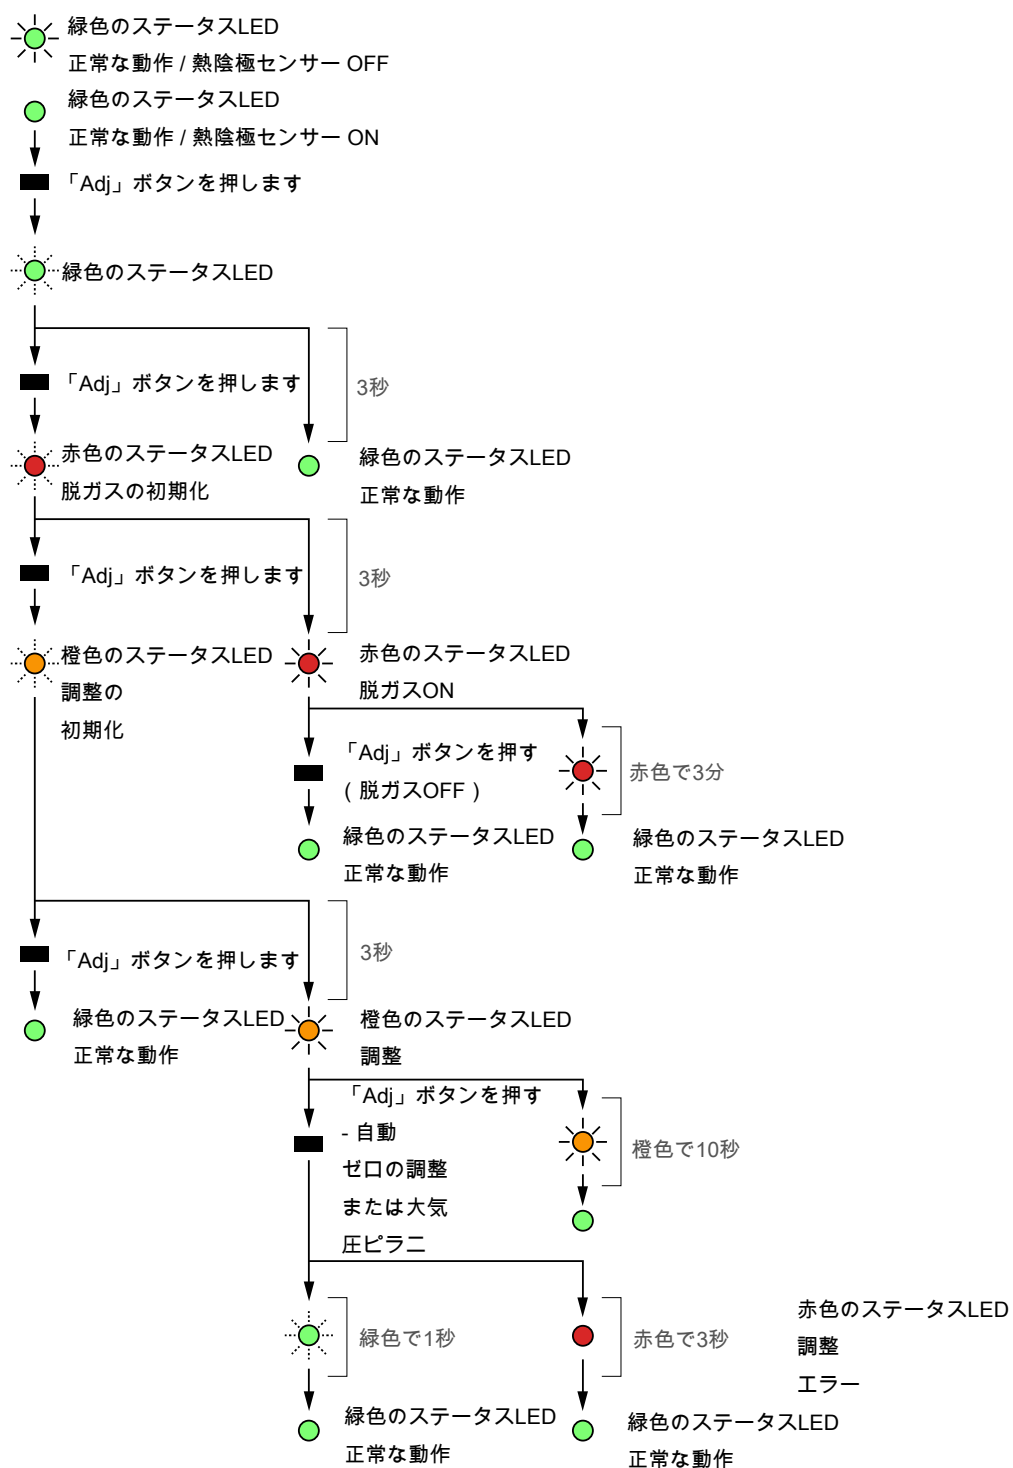 緑色のステータスLED
正常な動作 / 熱陰極センサー OFF
緑色のステータスLED
正常な動作 / 熱陰極センサー ON
「Adj」ボタンを押します
緑色のステータスLED
「Adj」ボタンを押します
3秒
赤色のステータスLED
脱ガスの初期化
緑色のステータスLED
正常な動作
「Adj」ボタンを押します
3秒
橙色のステータスLED
調整の
初期化
赤色のステータスLED
脱ガスON
「Adj」ボタンを押す
( 脱ガスOFF )
赤色で3分
緑色のステータスLED
正常な動作
緑色のステータスLED
正常な動作
「Adj」ボタンを押します
3秒
緑色のステータスLED
正常な動作
橙色のステータスLED
調整
「Adj」ボタンを押す
- 自動
ゼロの調整
または大気
圧ピラニ
橙色で10秒
緑色で1秒
赤色で3秒
赤色のステータスLED
調整
エラー
緑色のステータスLED
正常な動作
緑色のステータスLED
正常な動作